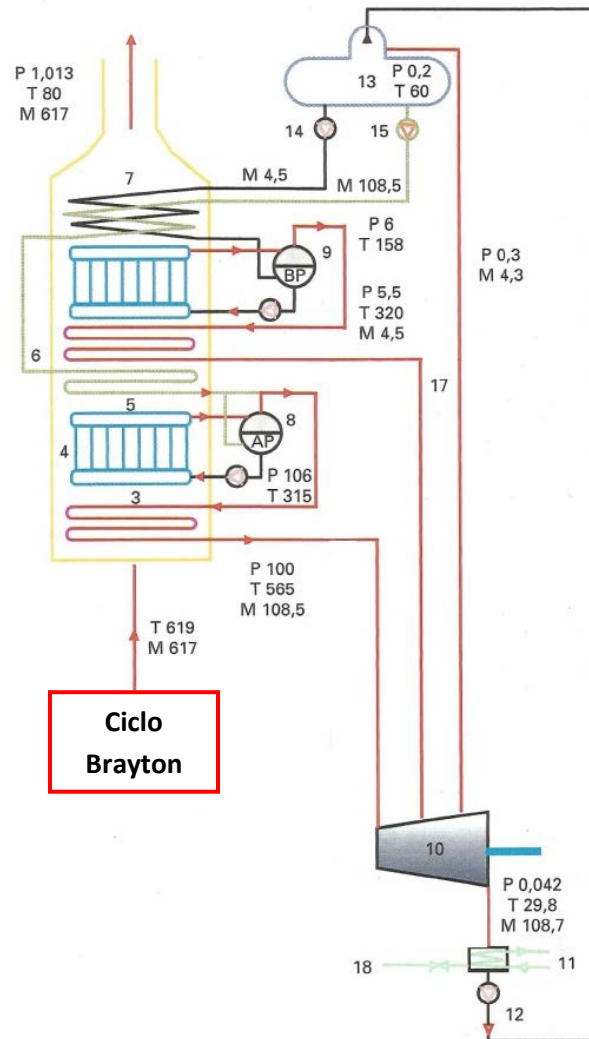 P 1,013
T 80
M 617
13
P 0,2
T 60
14
15
7
M 4,5
M 108,5
P 6
T 158
9
BP
P 0,3
M 4,3
P 5,5
T 320
M 4,5
6
17
5
8
4
AP
P 106
T 315
3
P 100
T 565
M 108,5
T 619
M 617
Ciclo
Brayton
10
P 0,042
T 29,8
M 108,7
18
11
12